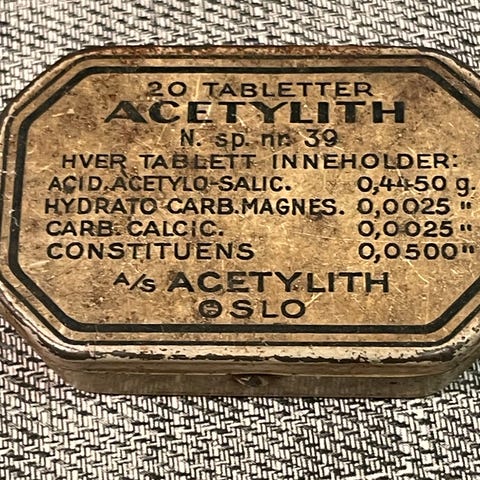 20 TABLETTER
ACETYLITH
N. sp. nr. 39
HVER TABLETT INNEHOLDER:
ACID. ACETYLO-SALIC. 0,4450 g.
HYDRATO CARB. MAGNES. 0,0025 "
CARB. CALCIC. 0,0025 "
CONSTITUENS 0,0500 "
A/S ACETYLITH
OSLO